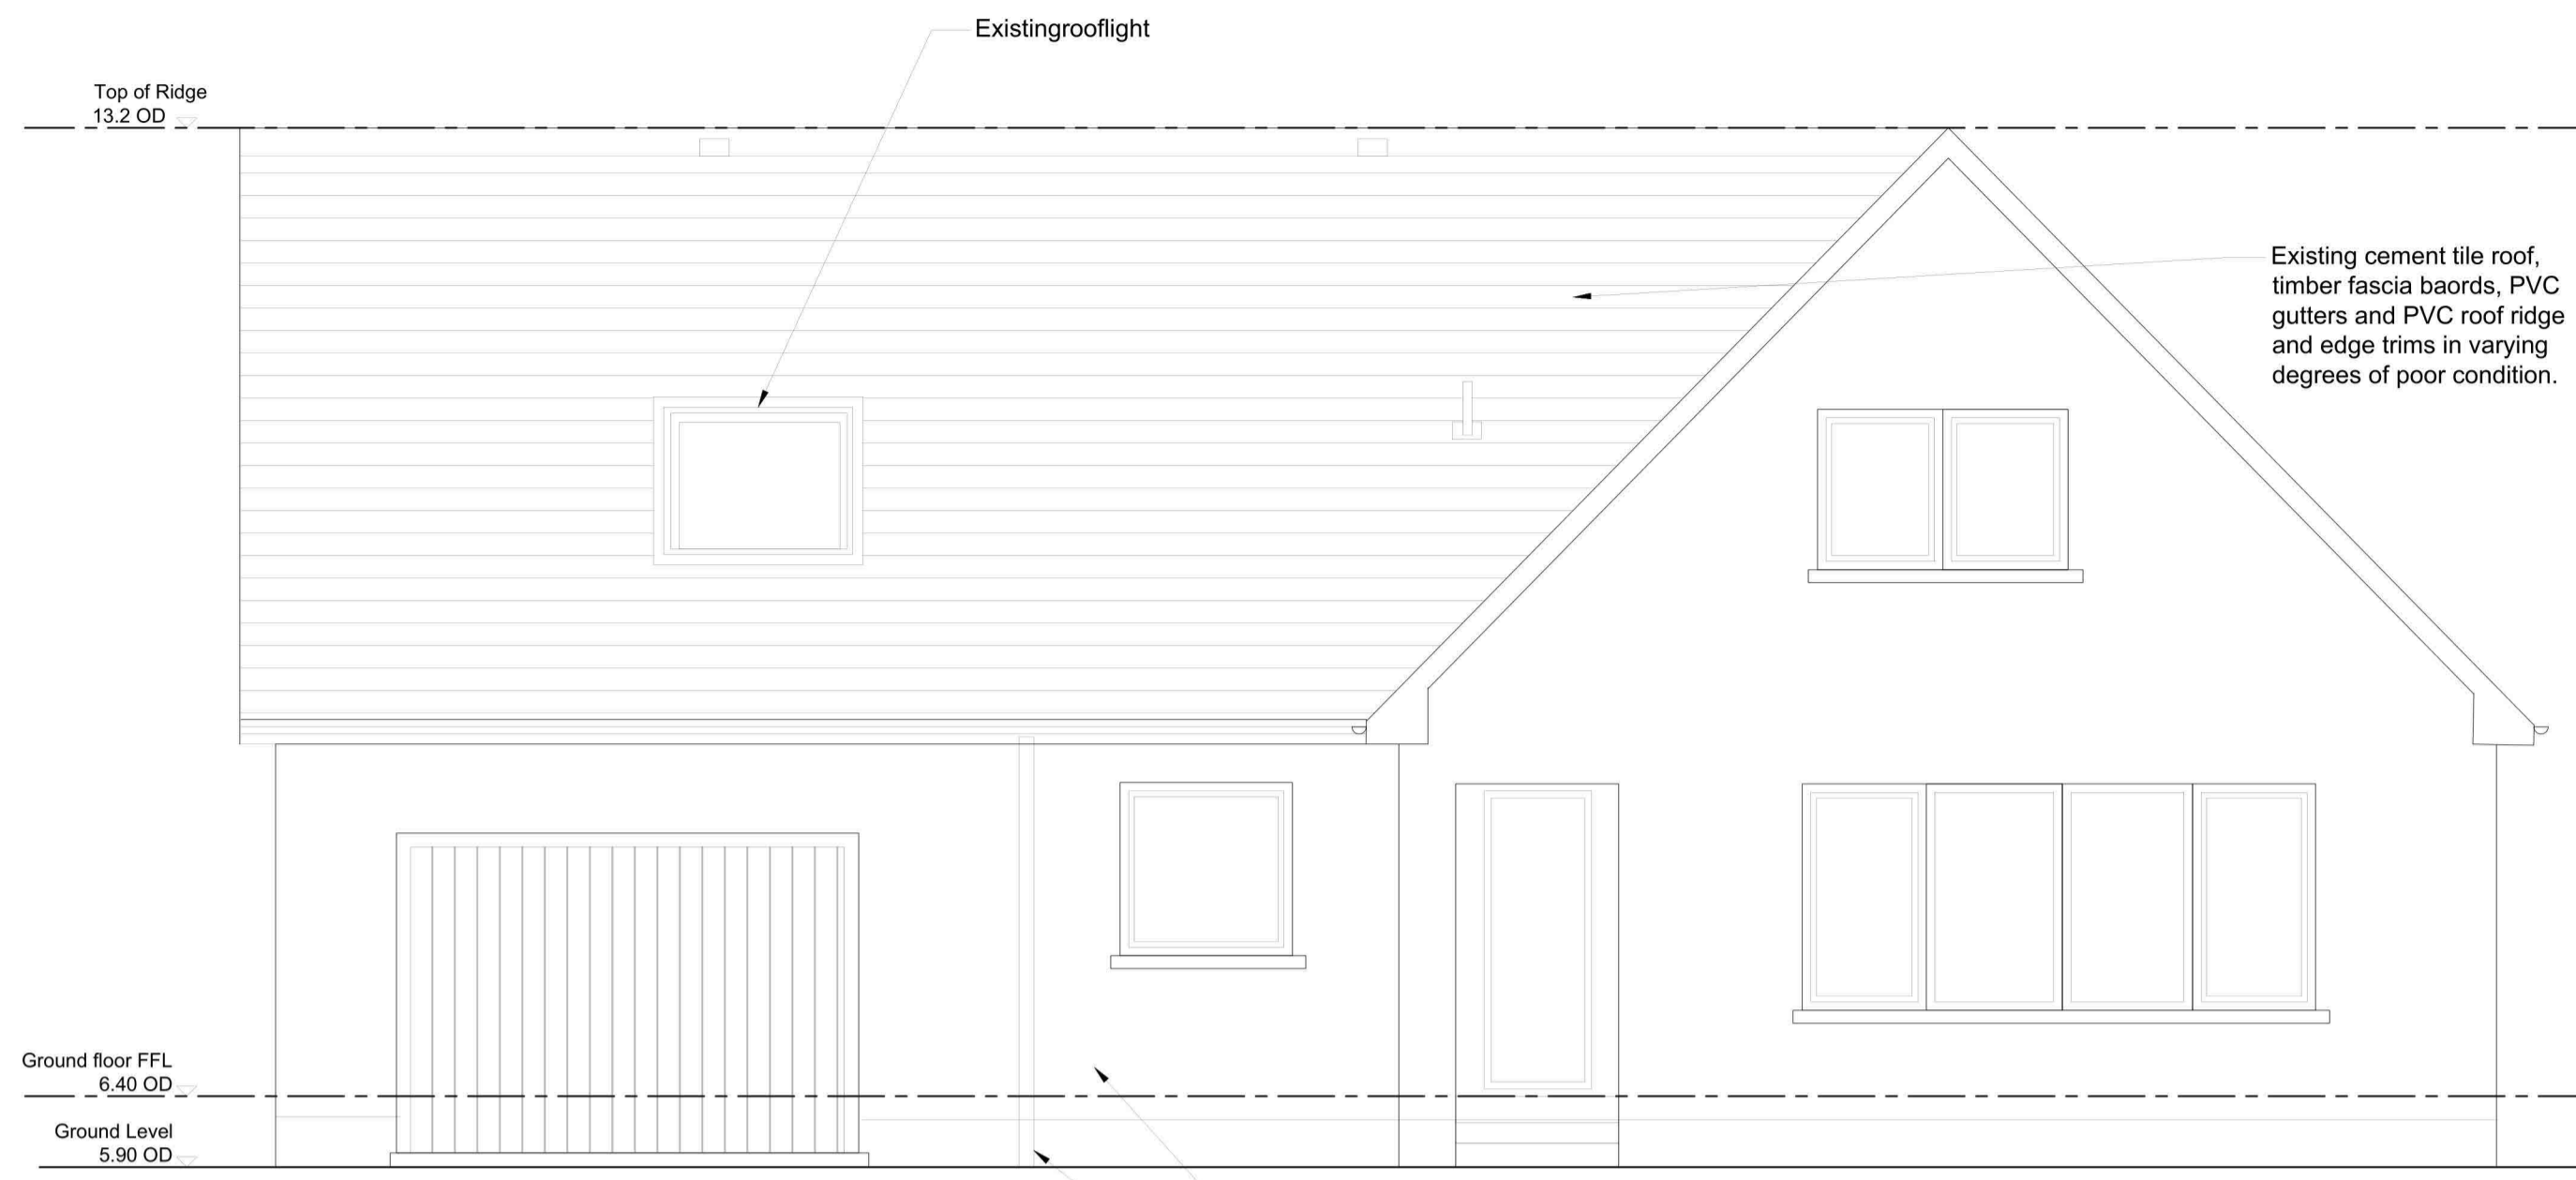 Existingrooflight
Top of Ridge
13.2 OD
Existing cement tile roof,
timber fascia baords, PVC
gutters and PVC roof ridge
and edge trims in varying
degrees of poor condition.
Ground floor FFL
6.40 OD
Ground Level
5.90 OD